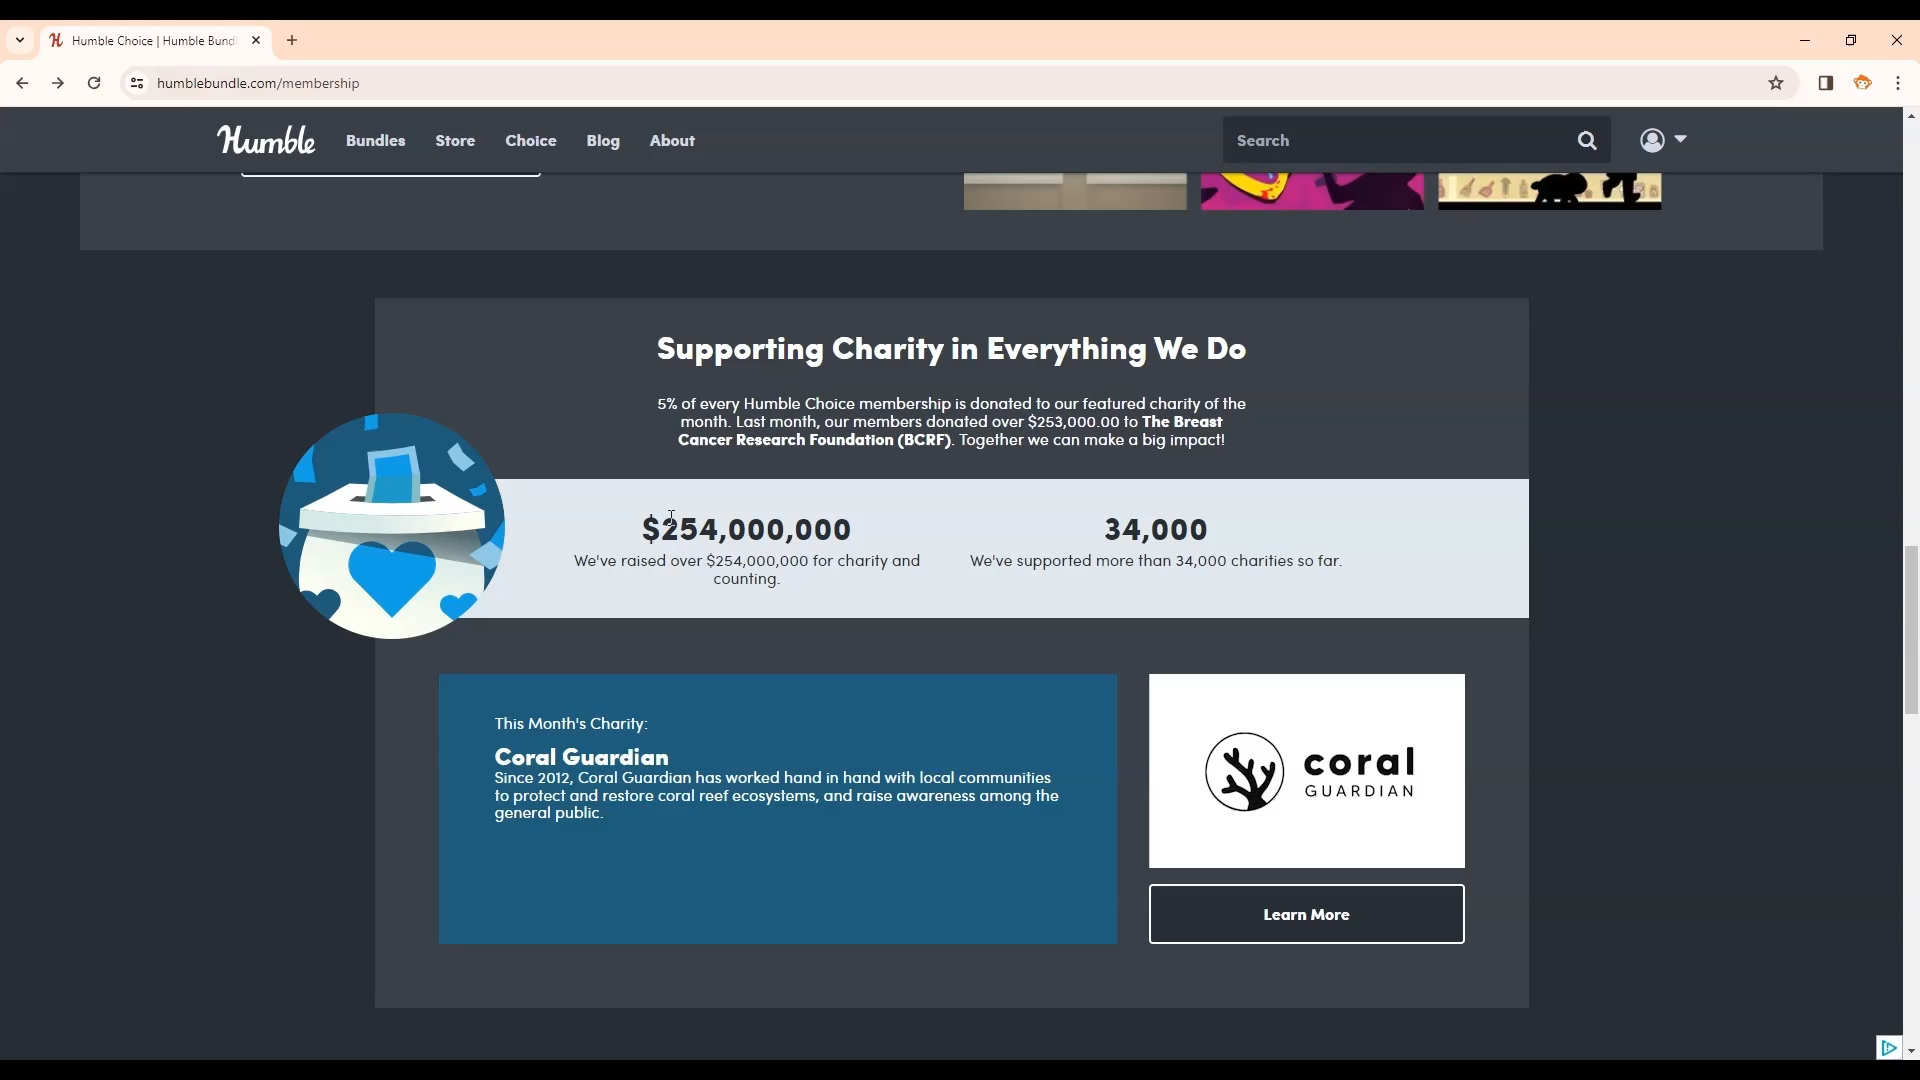 Humble Choice | Humble Bund
humblebundle.com/membership
Humble
Bundles
Store
Choice
Blog
About
Search
Supporting Charity in Everything We Do
5% of every Humble Choice membership is donated to our featured charity of the
month. Last month, our members donated over $253,000.00 to The Breast
Cancer Research Foundation (BCRF). Together we can make a big impact!
$254,000,000
We've raised over $254,000,000 for charity and
counting.
34,000
We've supported more than 34,000 charities so far.
This Month's Charity:
Coral Guardian
Since 2012, Coral Guardian has worked hand in hand with local communities
to protect and restore coral reef ecosystems, and raise awareness among the
general public.
coral
GUARDIAN
Learn More